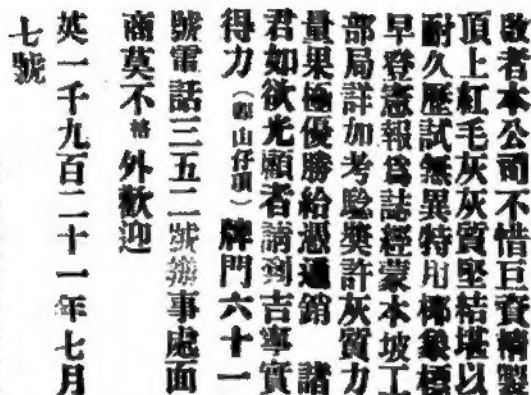 敬者本公司不惜巨資精製
頂上紅毛灰灰質堅結堪以
耐久歷試無異特用椰象標
早登憲報爲誌經蒙本坡工
部局詳加考驗奬許灰質力
量果極優勝給憑通銷 諸
君如欲光顧者請到吉寧實
得力（山仔頂）牌門六十一
號電話三五二號辦事處面
商莫不格外歡迎
英一千九百二十一年七月
七號